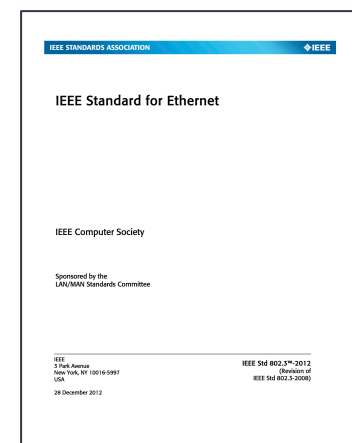 IEEE STANDARDS ASSOCIATION
IEEE
IEEE Standard for Ethernet
IEEE Computer Society
Sponsored by the
LAN/MAN Standards Committee
IEEE
3 Park Avenue
New York, NY 10016-5997
USA
28 December 2012
IEEE Std 802.3™-2012
(Revision of
IEEE Std 802.3-2008)